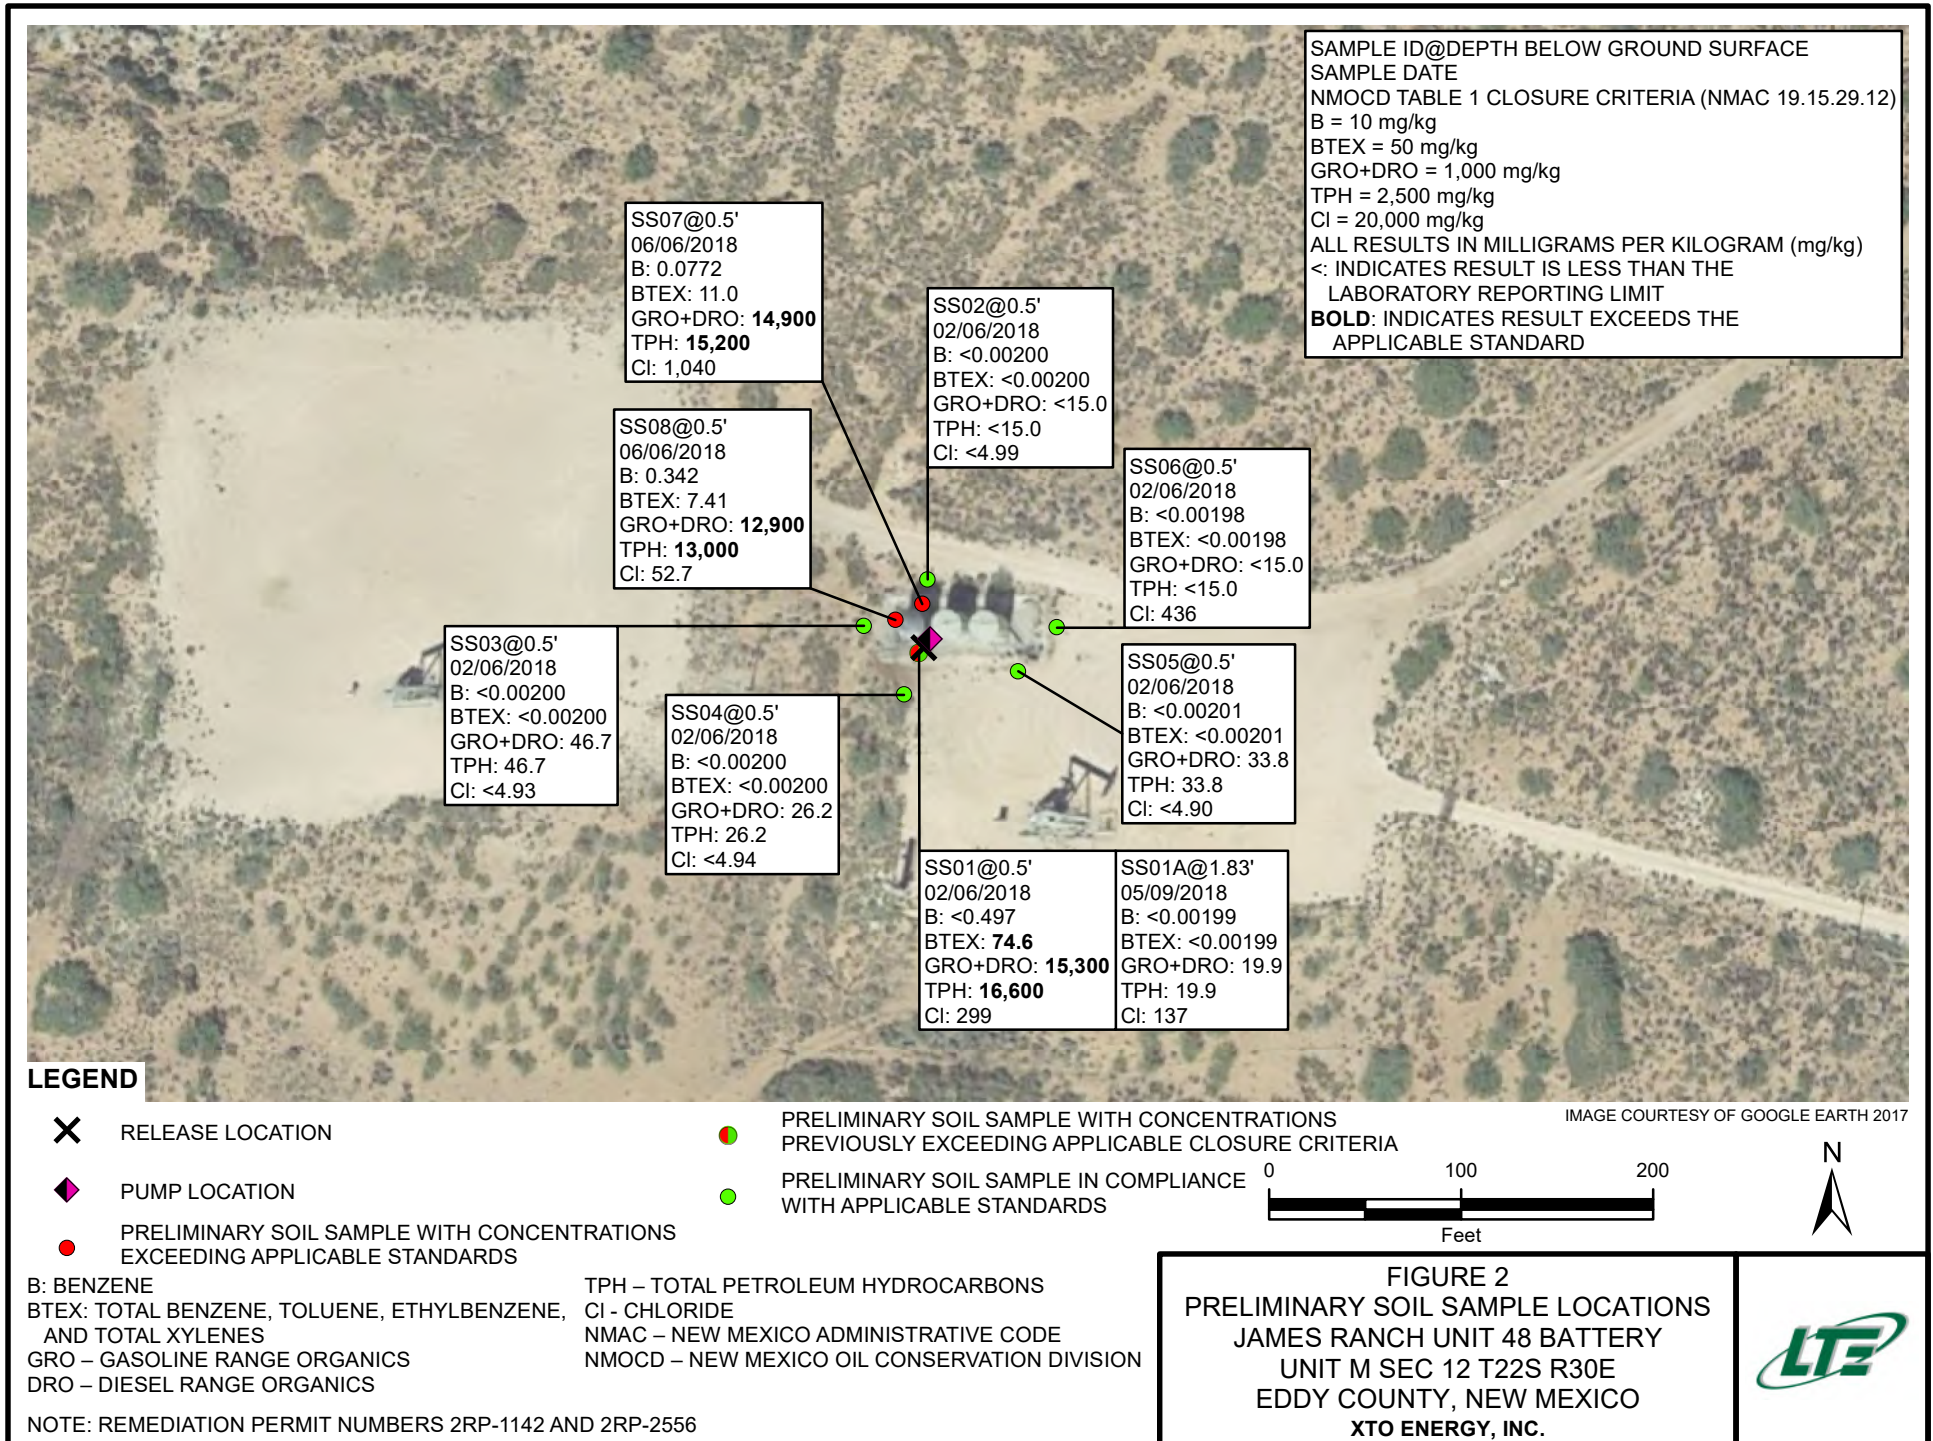 SAMPLE ID@DEPTH BELOW GROUND SURFACE
SAMPLE DATE
NMOCD TABLE 1 CLOSURE CRITERIA (NMAC 19.15.29.12)
B = 10 mg/kg
BTEX = 50 mg/kg
GRO+DRO = 1,000 mg/kg
TPH = 2,500 mg/kg
Cl = 20,000 mg/kg
ALL RESULTS IN MILLIGRAMS PER KILOGRAM (mg/kg)
<: INDICATES RESULT IS LESS THAN THE
LABORATORY REPORTING LIMIT
BOLD: INDICATES RESULT EXCEEDS THE
APPLICABLE STANDARD
SS07@0.5'
06/06/2018
B: 0.0772
BTEX: 11.0
GRO+DRO: 14,900
TPH: 15,200
Cl: 1,040
SS02@0.5'
02/06/2018
B: <0.00200
BTEX: <0.00200
GRO+DRO: <15.0
TPH: <15.0
Cl: <4.99
SS08@0.5'
06/06/2018
B: 0.342
BTEX: 7.41
GRO+DRO: 12,900
TPH: 13,000
Cl: 52.7
SS06@0.5'
02/06/2018
B: <0.00198
BTEX: <0.00198
GRO+DRO: <15.0
TPH: <15.0
Cl: 436
SS03@0.5'
02/06/2018
B: <0.00200
BTEX: <0.00200
GRO+DRO: 46.7
TPH: 46.7
Cl: <4.93
SS04@0.5'
02/06/2018
B: <0.00200
BTEX: <0.00200
GRO+DRO: 26.2
TPH: 26.2
Cl: <4.94
SS05@0.5'
02/06/2018
B: <0.00201
BTEX: <0.00201
GRO+DRO: 33.8
TPH: 33.8
Cl: <4.90
SS01@0.5'
02/06/2018
B: <0.497
BTEX: 74.6
GRO+DRO: 15,300
TPH: 16,600
Cl: 299
SS01A@1.83'
05/09/2018
B: <0.00199
BTEX: <0.00199
GRO+DRO: 19.9
TPH: 19.9
Cl: 137
LEGEND
RELEASE LOCATION
PUMP LOCATION
PRELIMINARY SOIL SAMPLE WITH CONCENTRATIONS
EXCEEDING APPLICABLE STANDARDS
PRELIMINARY SOIL SAMPLE WITH CONCENTRATIONS
PREVIOUSLY EXCEEDING APPLICABLE CLOSURE CRITERIA
PRELIMINARY SOIL SAMPLE IN COMPLIANCE
WITH APPLICABLE STANDARDS
IMAGE COURTESY OF GOOGLE EARTH 2017
0 100 200
Feet
N
B: BENZENE
BTEX: TOTAL BENZENE, TOLUENE, ETHYLBENZENE,
AND TOTAL XYLENES
GRO – GASOLINE RANGE ORGANICS
DRO – DIESEL RANGE ORGANICS
TPH – TOTAL PETROLEUM HYDROCARBONS
Cl - CHLORIDE
NMAC – NEW MEXICO ADMINISTRATIVE CODE
NMOCD – NEW MEXICO OIL CONSERVATION DIVISION
NOTE: REMEDIATION PERMIT NUMBERS 2RP-1142 AND 2RP-2556
FIGURE 2
PRELIMINARY SOIL SAMPLE LOCATIONS
JAMES RANCH UNIT 48 BATTERY
UNIT M SEC 12 T22S R30E
EDDY COUNTY, NEW MEXICO
XTO ENERGY, INC.
LTE